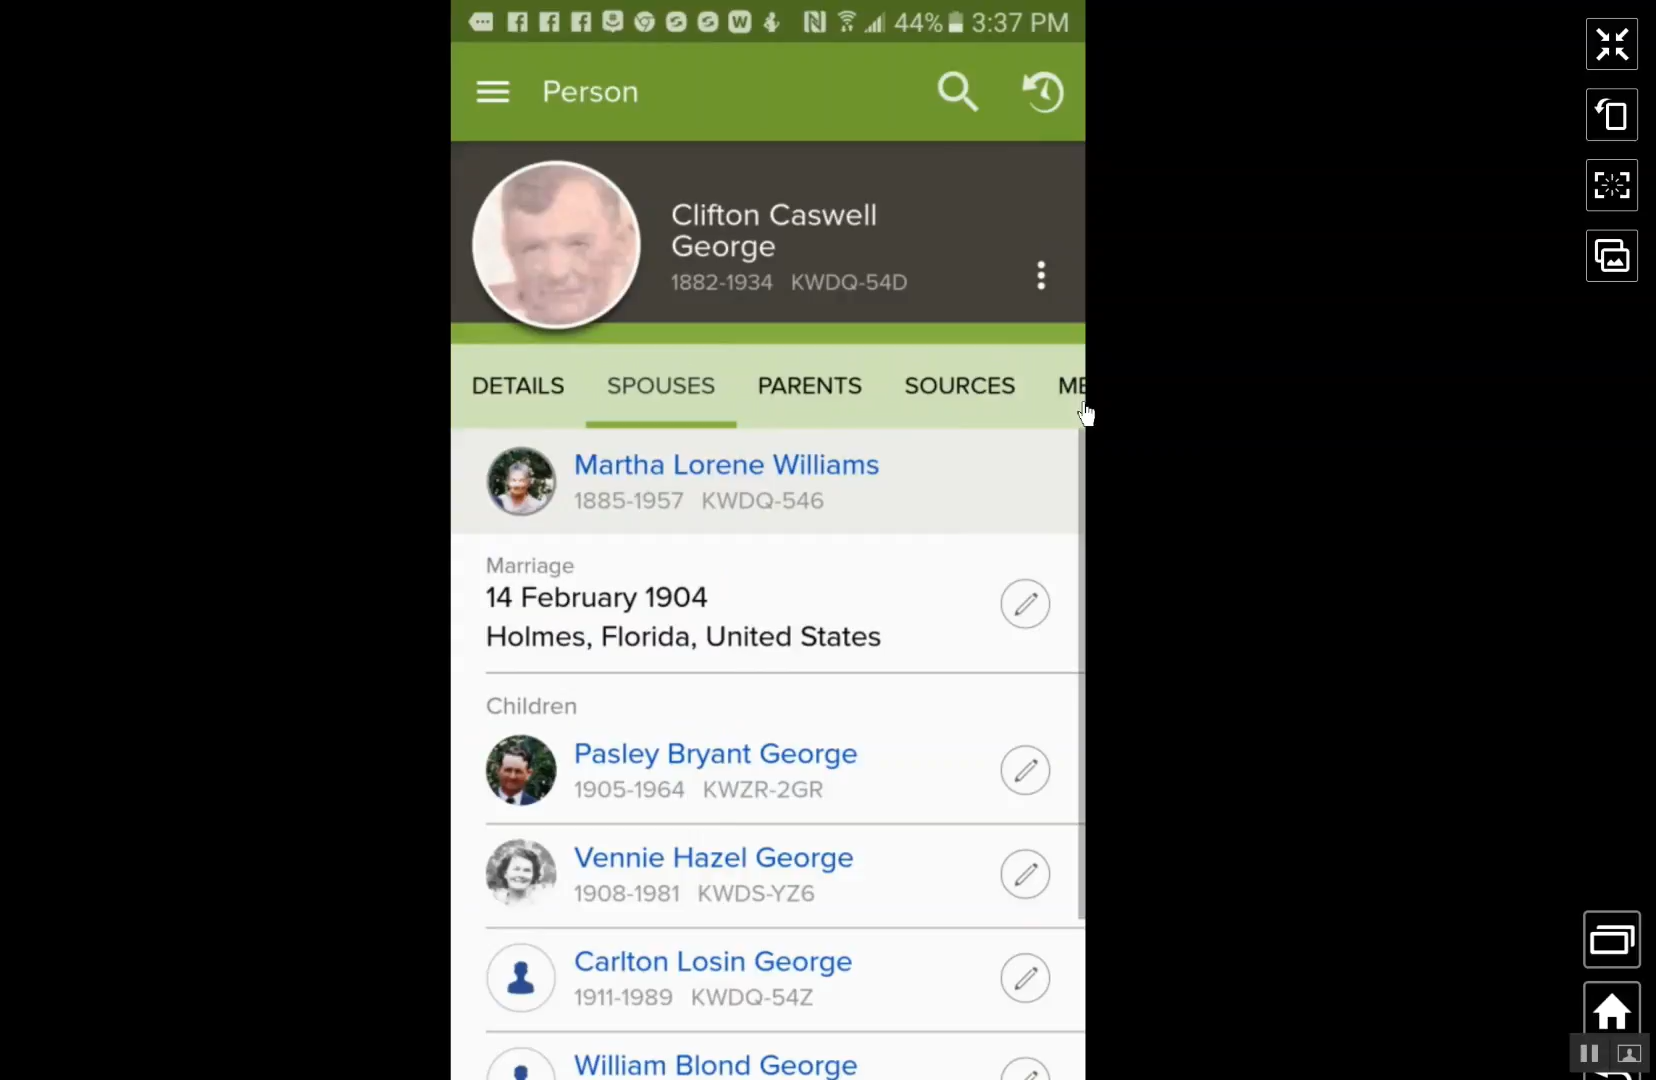 44% 3:37 PM
Person
Clifton Caswell
George
1882-1934 KWDQ-54D
DETAILS SPOUSES PARENTS SOURCES ME
Martha Lorene Williams
1885-1957 KWDQ-546
Marriage
14 February 1904
Holmes, Florida, United States
Children
Pasley Bryant George
1905-1964 KWZR-2GR
Vennie Hazel George
1908-1981 KWDS-YZ6
Carlton Losin George
1911-1989 KWDQ-54Z
William Blond George